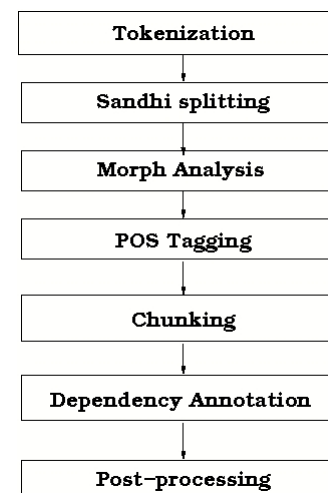 Tokenization
Sandhi splitting
Morph Analysis
POS Tagging
Chunking
Dependency Annotation
Post-processing